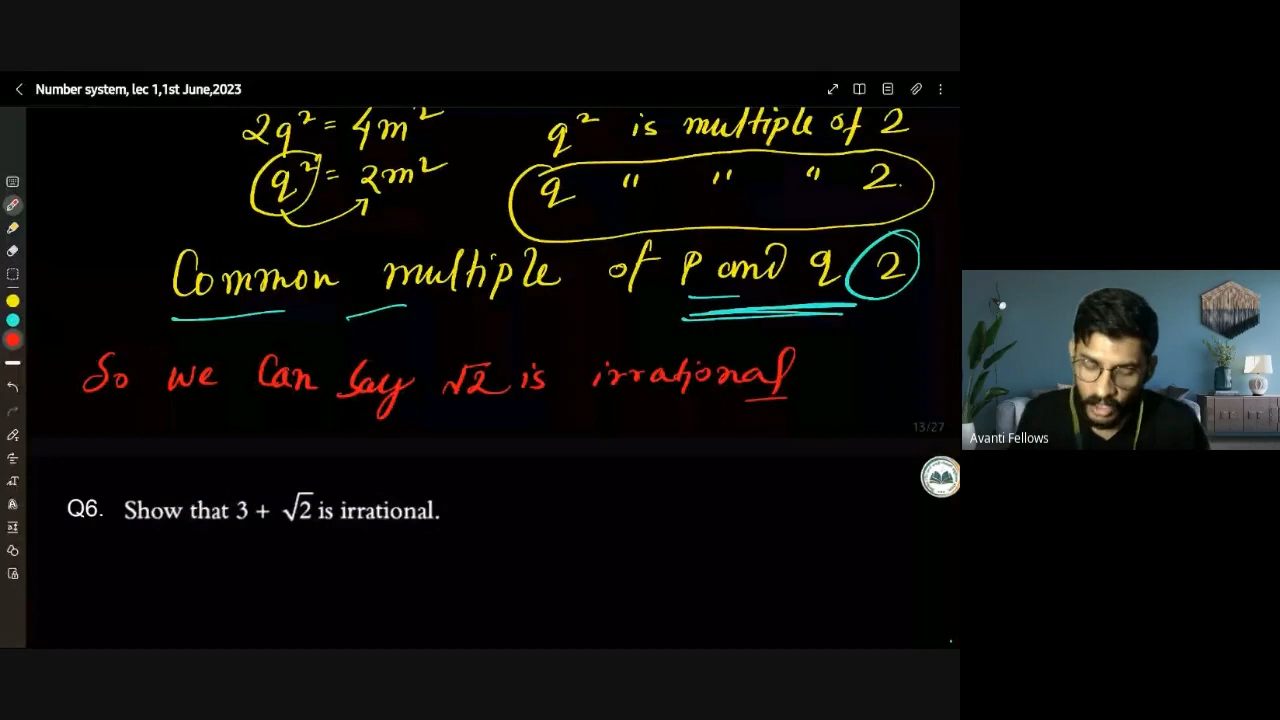 Number system, lec 1,1st June,2023
2q² = 4m²
q² = 2m²
q² is multiple of 2
q " " " 2.
Common multiple of P and q 2
So we can say √2 is irrational
13/27
Q6. Show that 3 + √2 is irrational.
Avanti Fellows